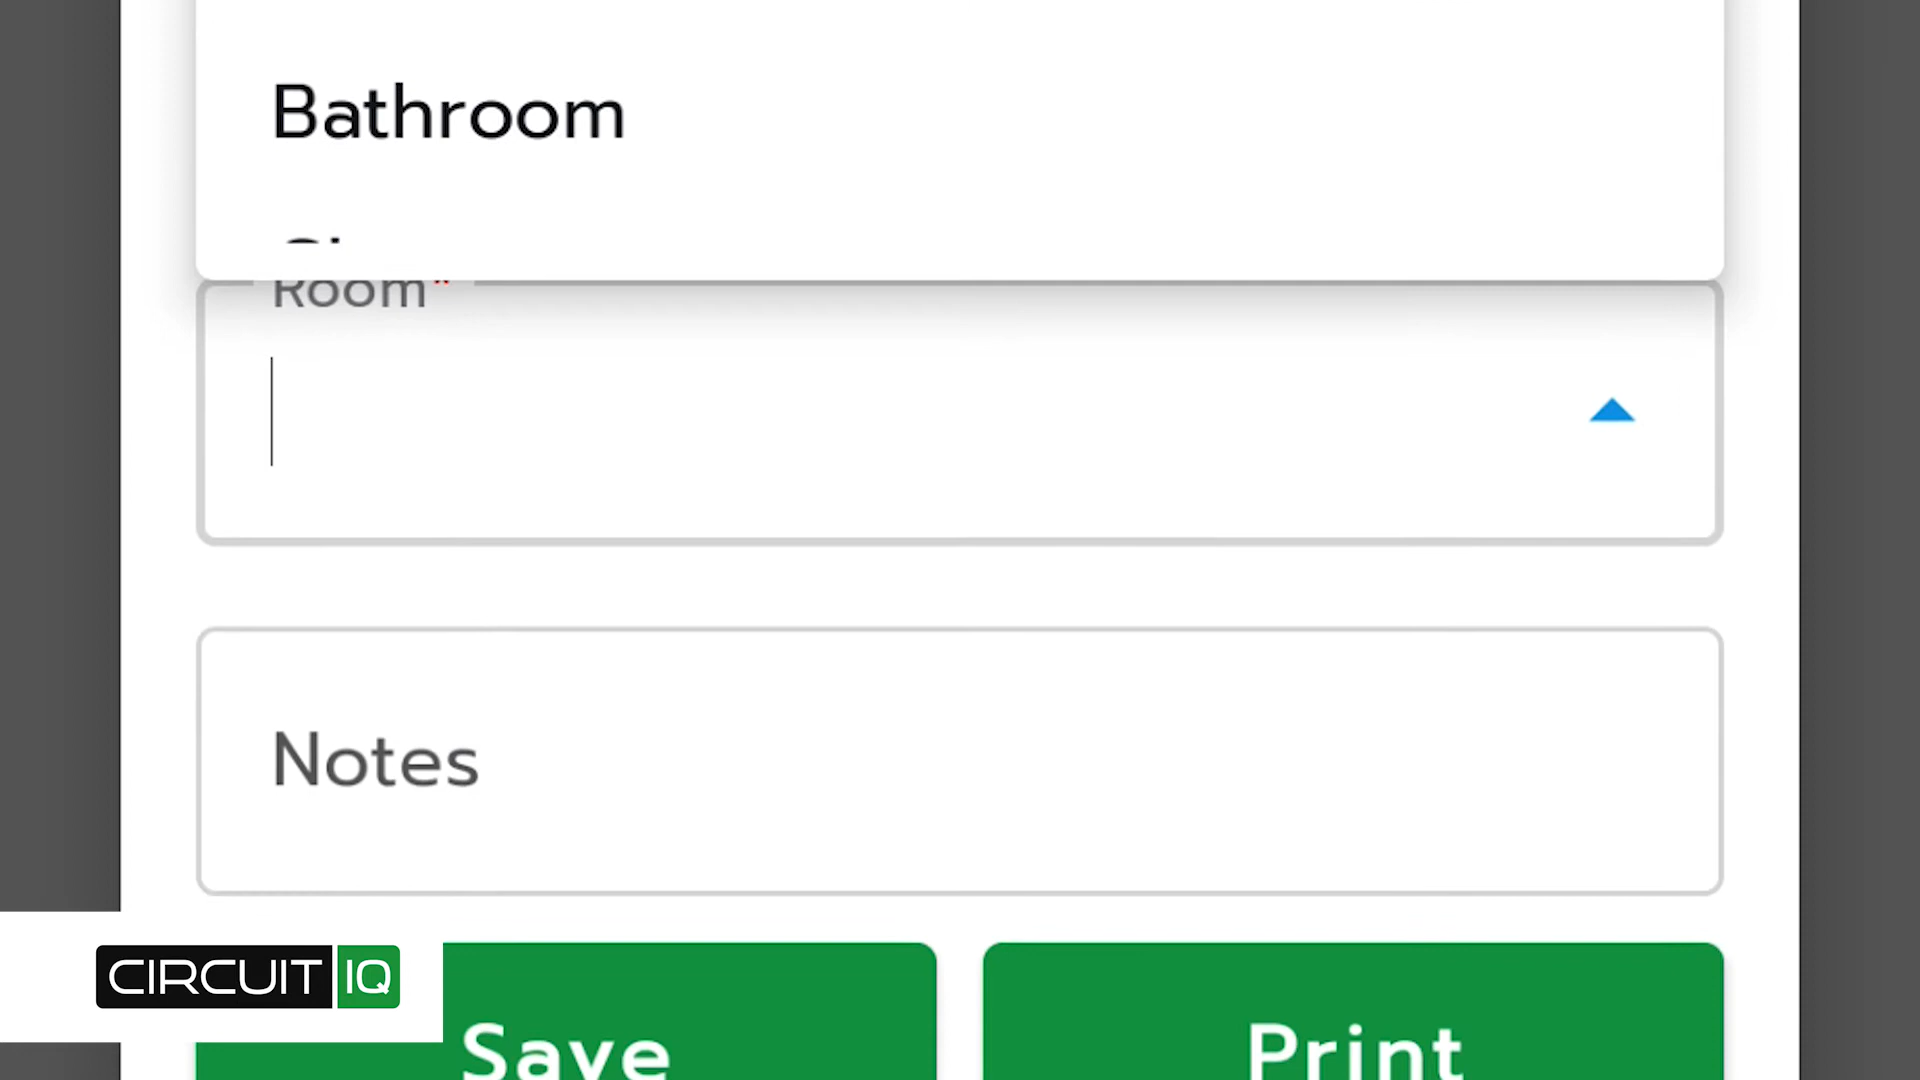 Bathroom
Room*
Notes
CIRCUIT IQ
Save
Print